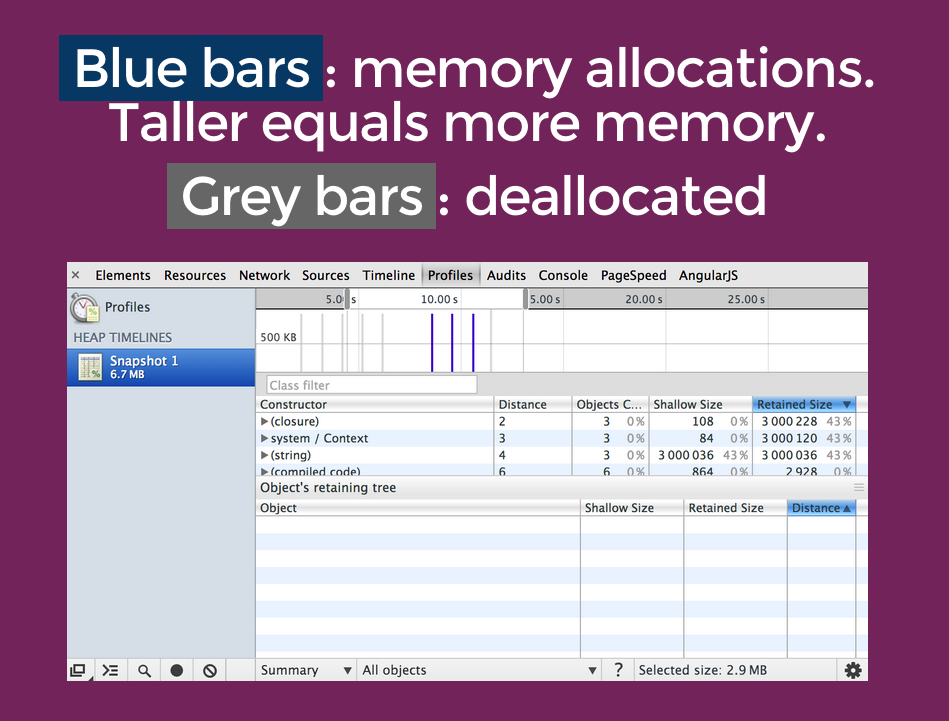 Blue bars : memory allocations.
Taller equals more memory.
Grey bars : deallocated
× Elements Resources Network Sources Timeline Profiles Audits Console PageSpeed AngularJS
Profiles
HEAP TIMELINES
Snapshot 1
6.7 MB
5.0 s 10.00 s 5.00 s 20.00 s 25.00 s
500 KB
Class filter
Constructor Distance Objects C... Shallow Size Retained Size ▼
▶(closure) 2 3 0% 108 0% 3 000 228 43%
▶system / Context 3 3 0% 84 0% 3 000 120 43%
▶(string) 4 3 0% 3 000 036 43% 3 000 036 43%
▶(compiled code) 6 6 0% 864 0% 2 928 0%
Object's retaining tree
Object Shallow Size Retained Size Distance ▲
Summary ▼ All objects ▼ ? Selected size: 2.9 MB